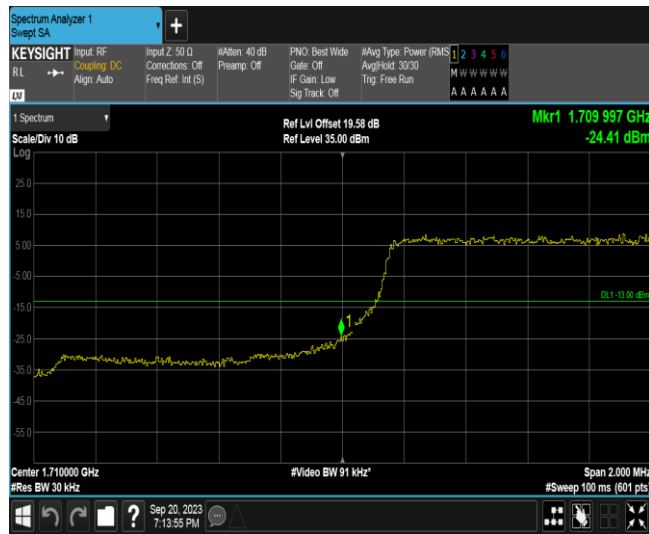 Spectrum Analyzer 1
Swept SA
+
KEYSIGHT
RL
LXI
Input: RF
Coupling: DC
Align: Auto
Input Z: 50 Ω
Corrections: Off
Freq Ref: Int (S)
#Atten: 40 dB
Preamp: Off
PNO: Best Wide
Gate: Off
IF Gain: Low
Sig Track: Off
#Avg Type: Power (RMS
Avg|Hold: 30/30
Trig: Free Run
1 2 3 4 5 6
M W W W W W
A A A A A A
1 Spectrum
Scale/Div 10 dB
Log
Ref Lvl Offset 19.58 dB
Ref Level 35.00 dBm
Mkr1 1.709 997 GHz
-24.41 dBm
25.0
15.0
5.00
-5.00
-15.0
-25.0
-35.0
-45.0
-55.0
DL1 -13.00 dBm
1
Center 1.710000 GHz
#Res BW 30 kHz
#Video BW 91 kHz*
Span 2.000 MHz
#Sweep 100 ms (601 pts
?
Sep 20, 2023
7:13:55 PM